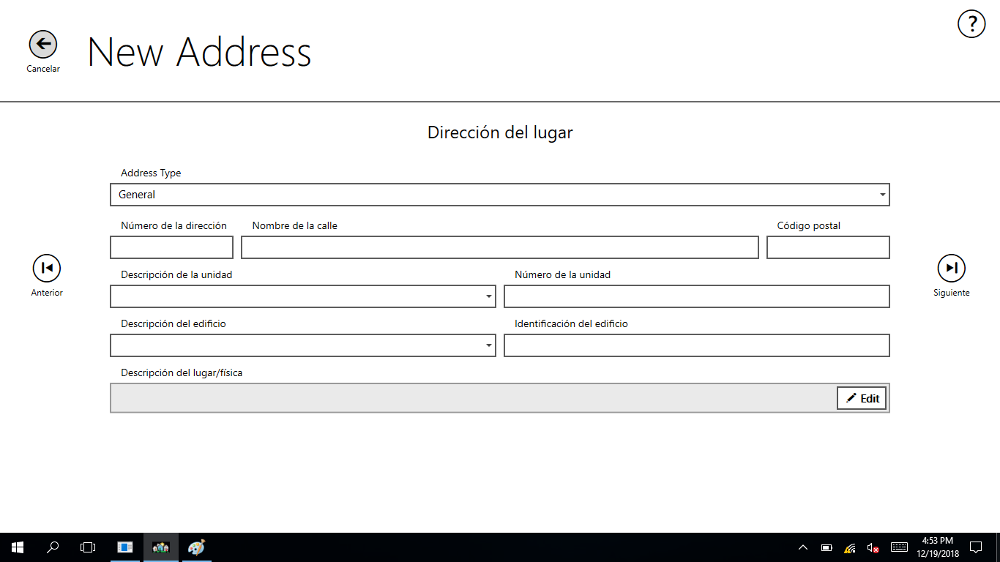 ?
Cancelar
New Address
Dirección del lugar
Address Type
General
Número de la dirección Nombre de la calle Código postal
Descripción de la unidad Número de la unidad
Anterior Siguiente
Descripción del edificio Identificación del edificio
Descripción del lugar/física
Edit
4:53 PM
12/19/2018